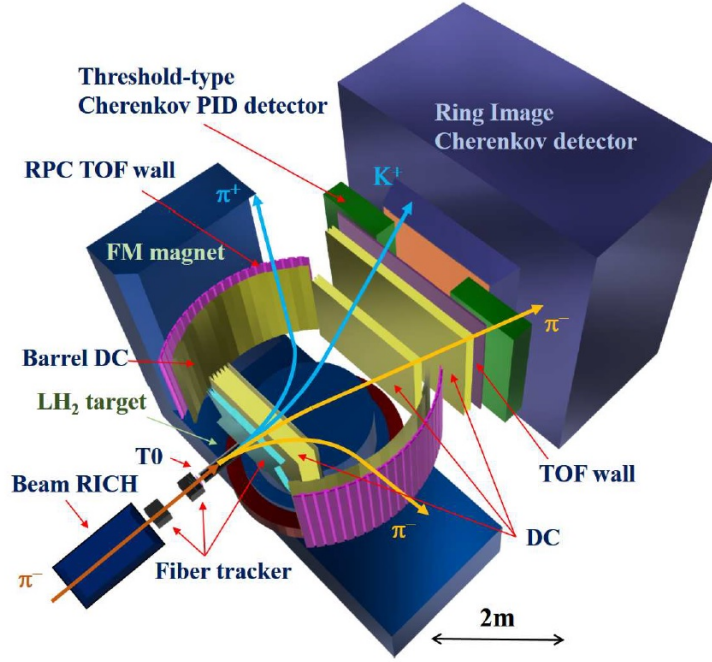 Threshold-type
Cherenkov PID detector
Ring Image
Cherenkov detector
RPC TOF wall
π⁺
K⁺
FM magnet
π⁻
Barrel DC
LH₂ target
T0
TOF wall
Beam RICH
π⁻
DC
Fiber tracker
π⁻
2m